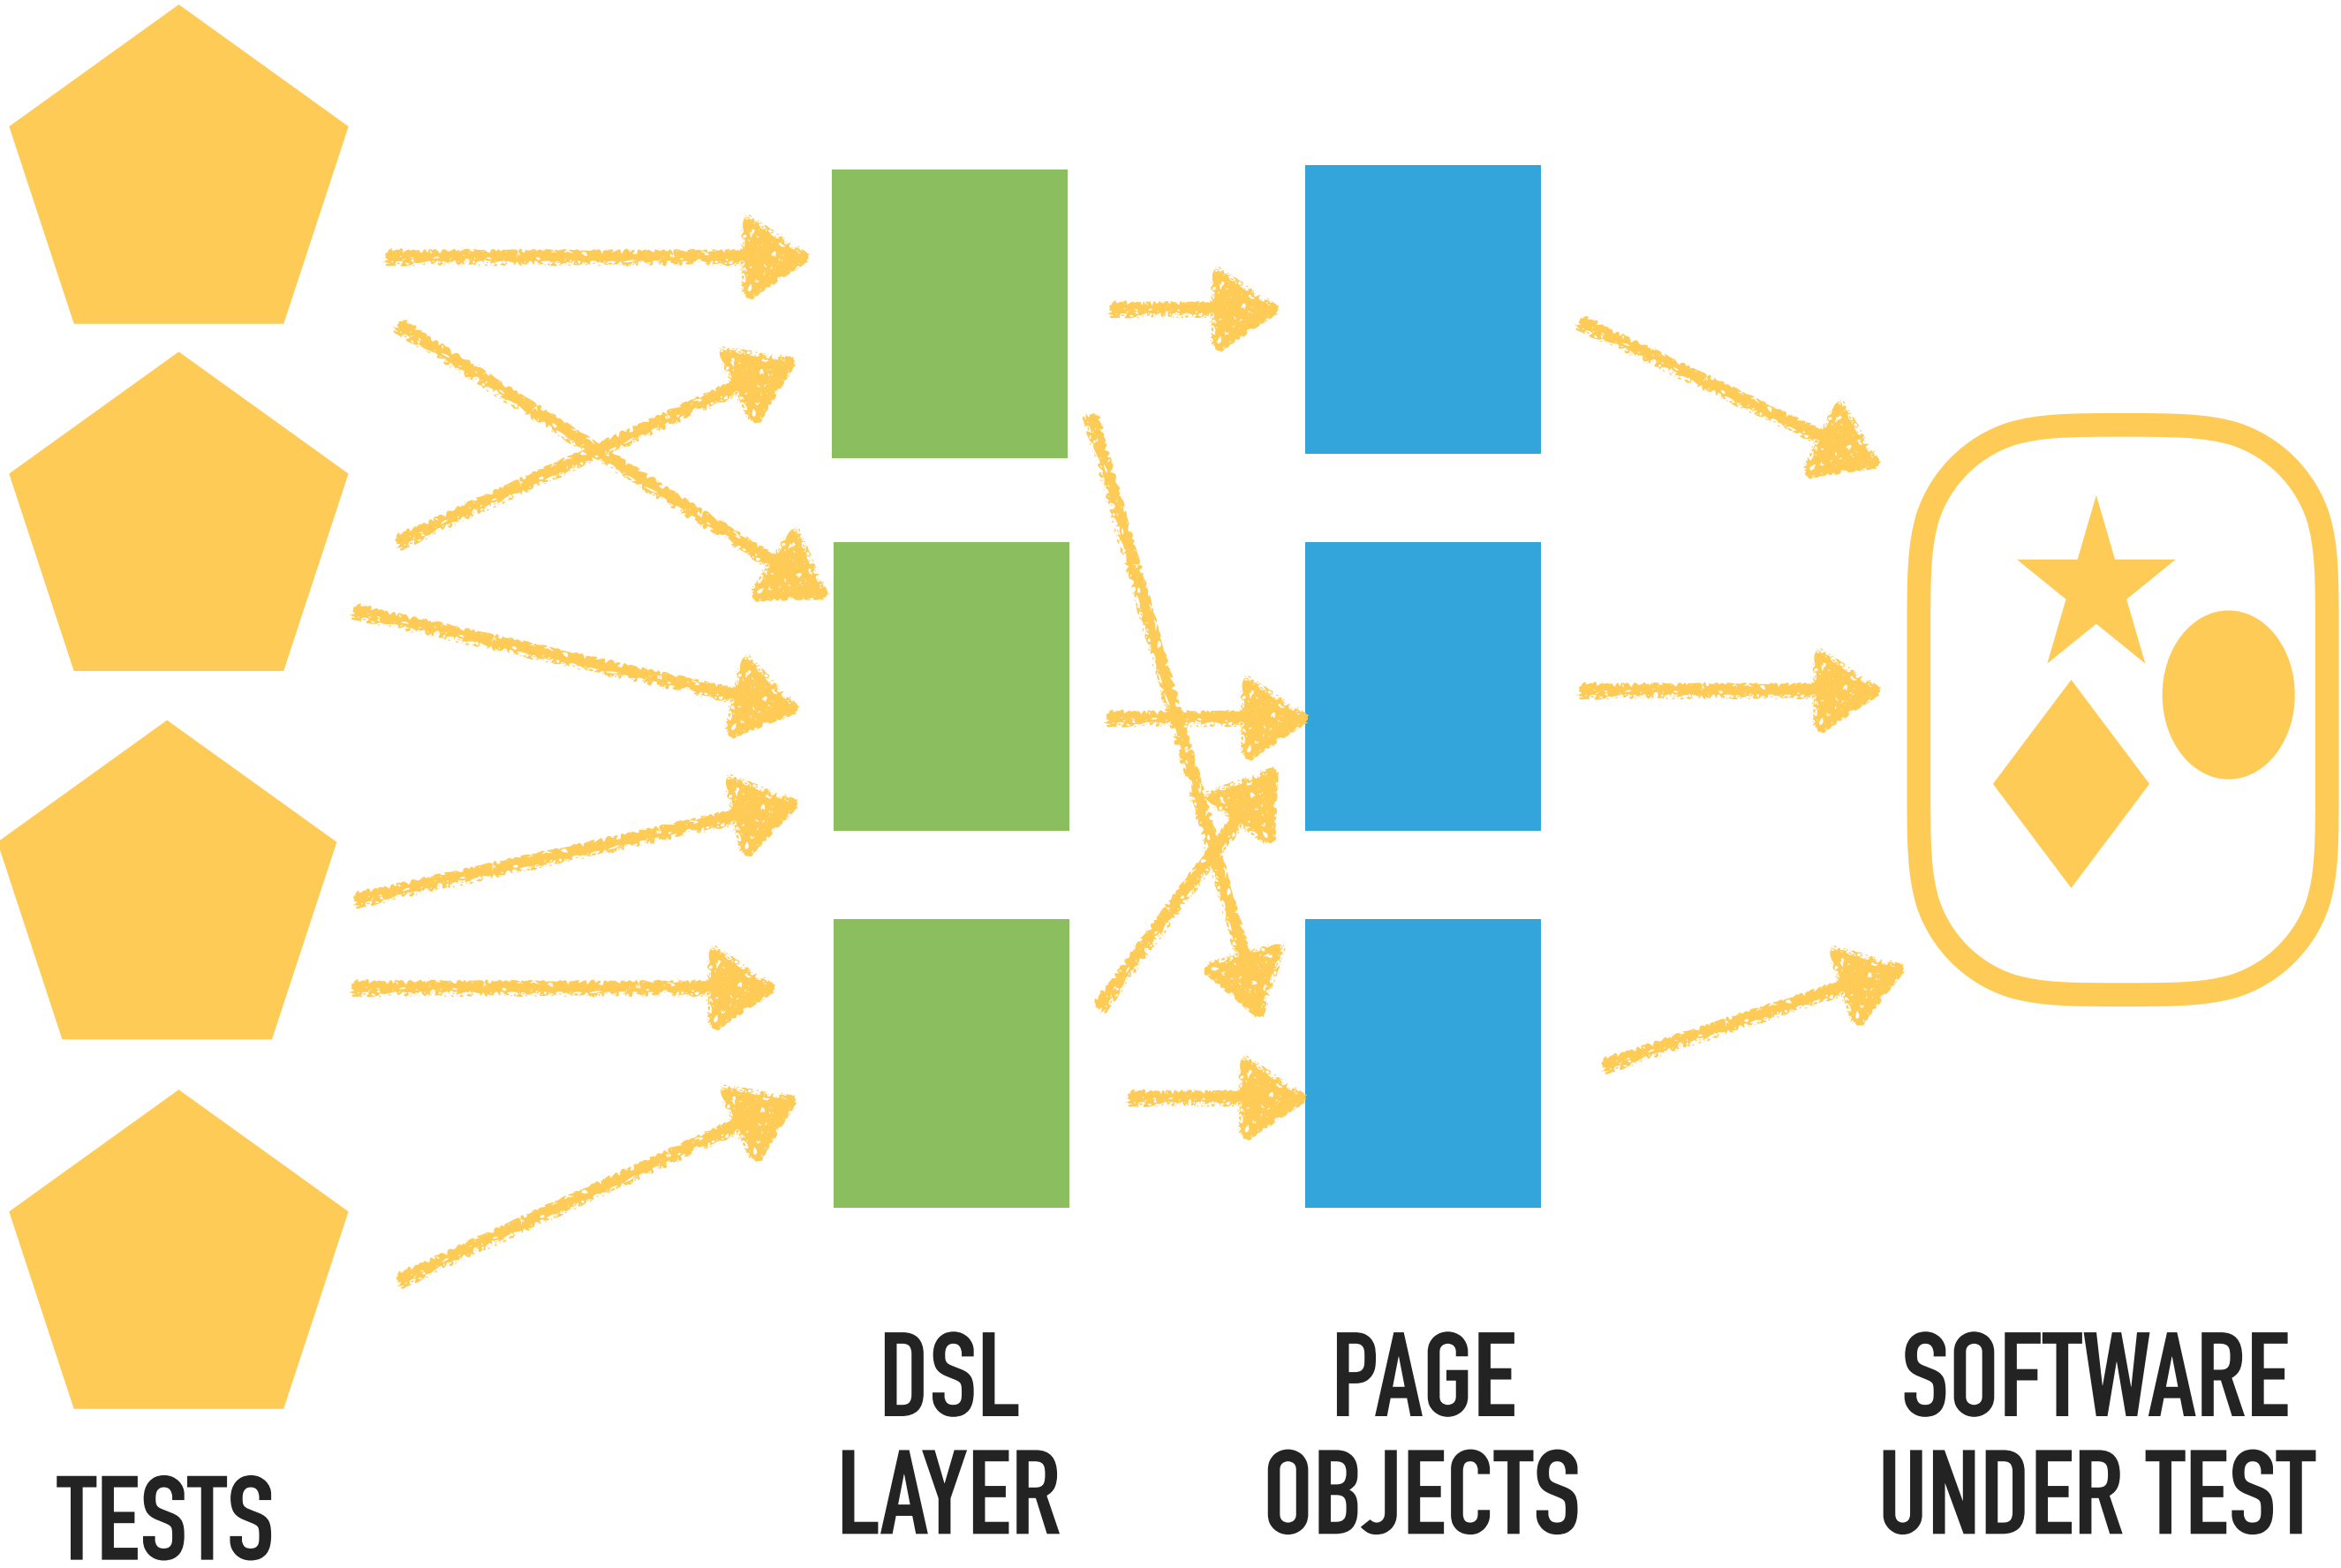 TESTS
DSL
LAYER
PAGE
OBJECTS
SOFTWARE
UNDER TEST